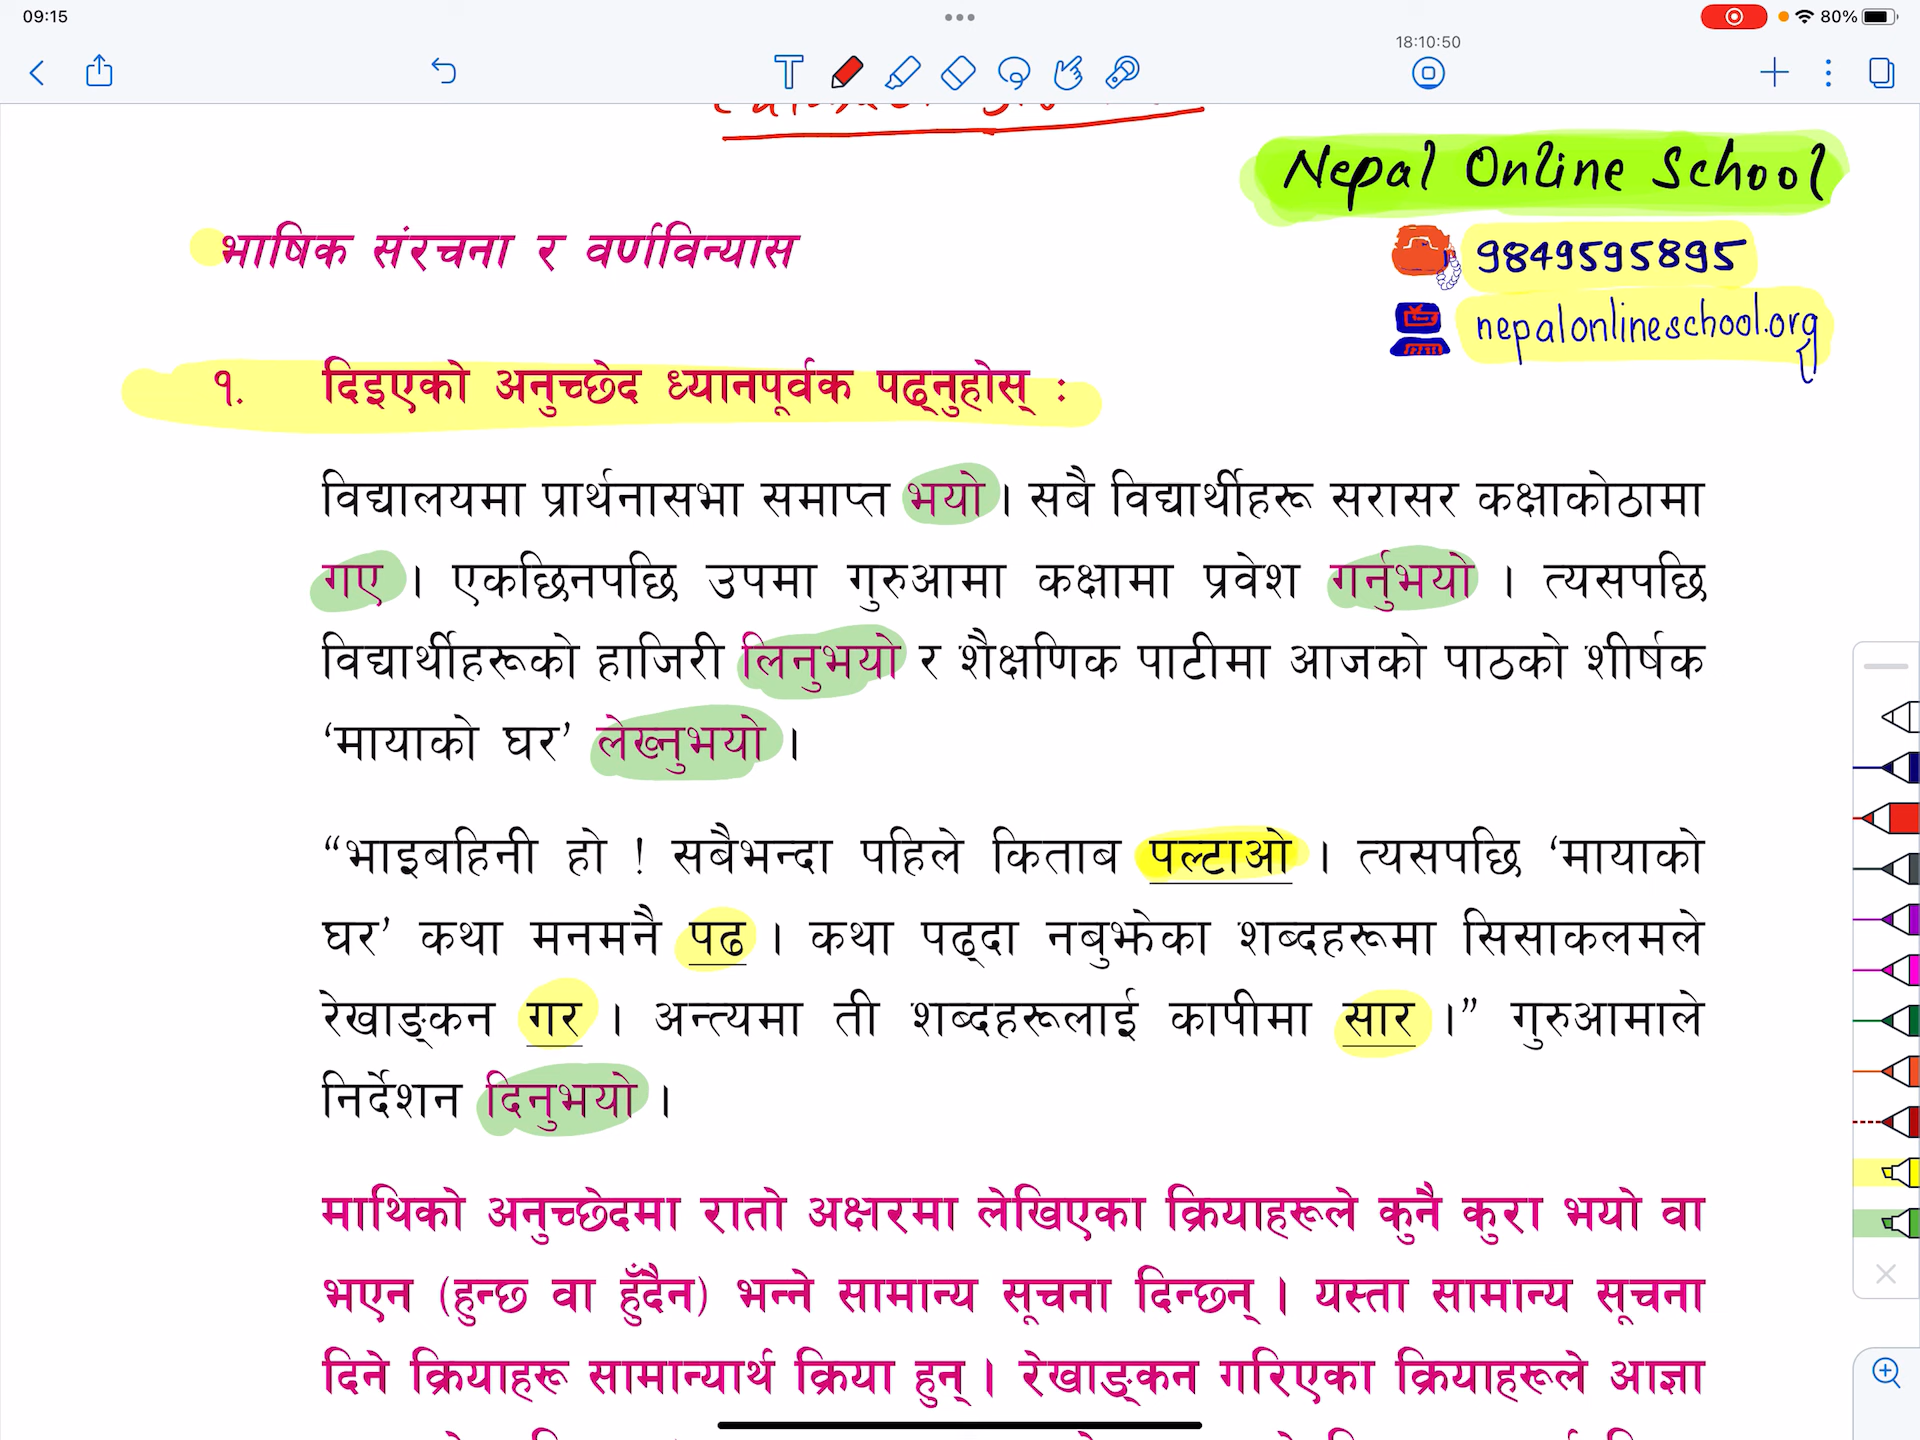 09:15
80%
18:10:50
Nepal Online School
9849595895
nepalonlineschool.org
भाषिक संरचना र वर्णविन्यास
१. दिइएको अनुच्छेद ध्यानपूर्वक पढ्नुहोस् :
विद्यालयमा प्रार्थनासभा समाप्त भयो । सबै विद्यार्थीहरू सरासर कक्षाकोठामा
गए । एकछिनपछि उपमा गुरुआमा कक्षामा प्रवेश गर्नुभयो । त्यसपछि
विद्यार्थीहरूको हाजिरी लिनुभयो र शैक्षणिक पाटीमा आजको पाठको शीर्षक
‘मायाको घर’ लेख्नुभयो ।
“भाइबहिनी हो ! सबैभन्दा पहिले किताब पल्टाओ । त्यसपछि ‘मायाको
घर’ कथा मनमनै पढ । कथा पढ्दा नबुझेका शब्दहरूमा सिसाकलमले
रेखाङ्कन गर । अन्त्यमा ती शब्दहरूलाई कापीमा सार ।” गुरुआमाले
निर्देशन दिनुभयो ।
माथिको अनुच्छेदमा रातो अक्षरमा लेखिएका क्रियाहरूले कुनै कुरा भयो वा
भएन (हुन्छ वा हुँदैन) भन्ने सामान्य सूचना दिन्छन् । यस्ता सामान्य सूचना
दिने क्रियाहरू सामान्यार्थ क्रिया हुन् । रेखाङ्कन गरिएका क्रियाहरूले आज्ञा